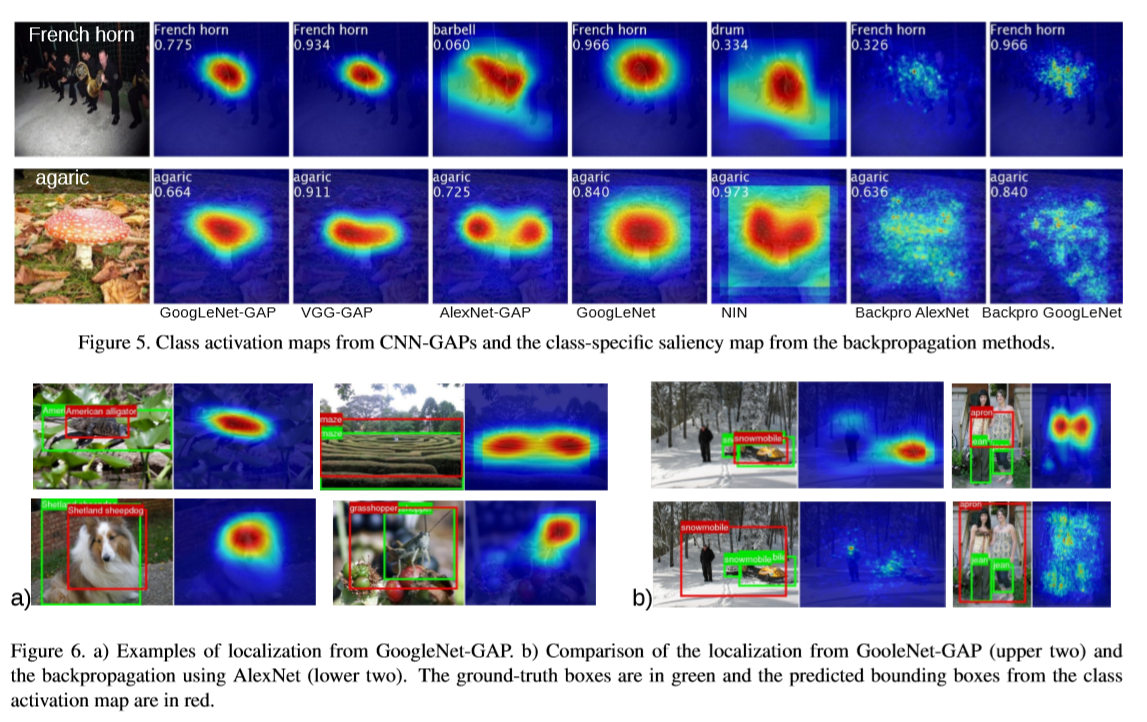 French horn
French horn
0.775
French horn
0.934
barbell
0.060
French horn
0.966
drum
0.334
French horn
0.326
French horn
0.966
agaric
agaric
0.664
agaric
0.911
agaric
0.725
agaric
0.840
agaric
0.973
agaric
0.636
agaric
0.840
GoogLeNet-GAP
VGG-GAP
AlexNet-GAP
GoogLeNet
NIN
Backpro AlexNet
Backpro GoogLeNet
Figure 5. Class activation maps from CNN-GAPs and the class-specific saliency map from the backpropagation methods.
American alligator
maze
maze
snowmobile
apron
Shetland sheepdog
grasshopper
snowmobile
snowmobile
apron
jean
jean
a)
b)
Figure 6. a) Examples of localization from GoogleNet-GAP. b) Comparison of the localization from GooleNet-GAP (upper two) and
the backpropagation using AlexNet (lower two). The ground-truth boxes are in green and the predicted bounding boxes from the class
activation map are in red.